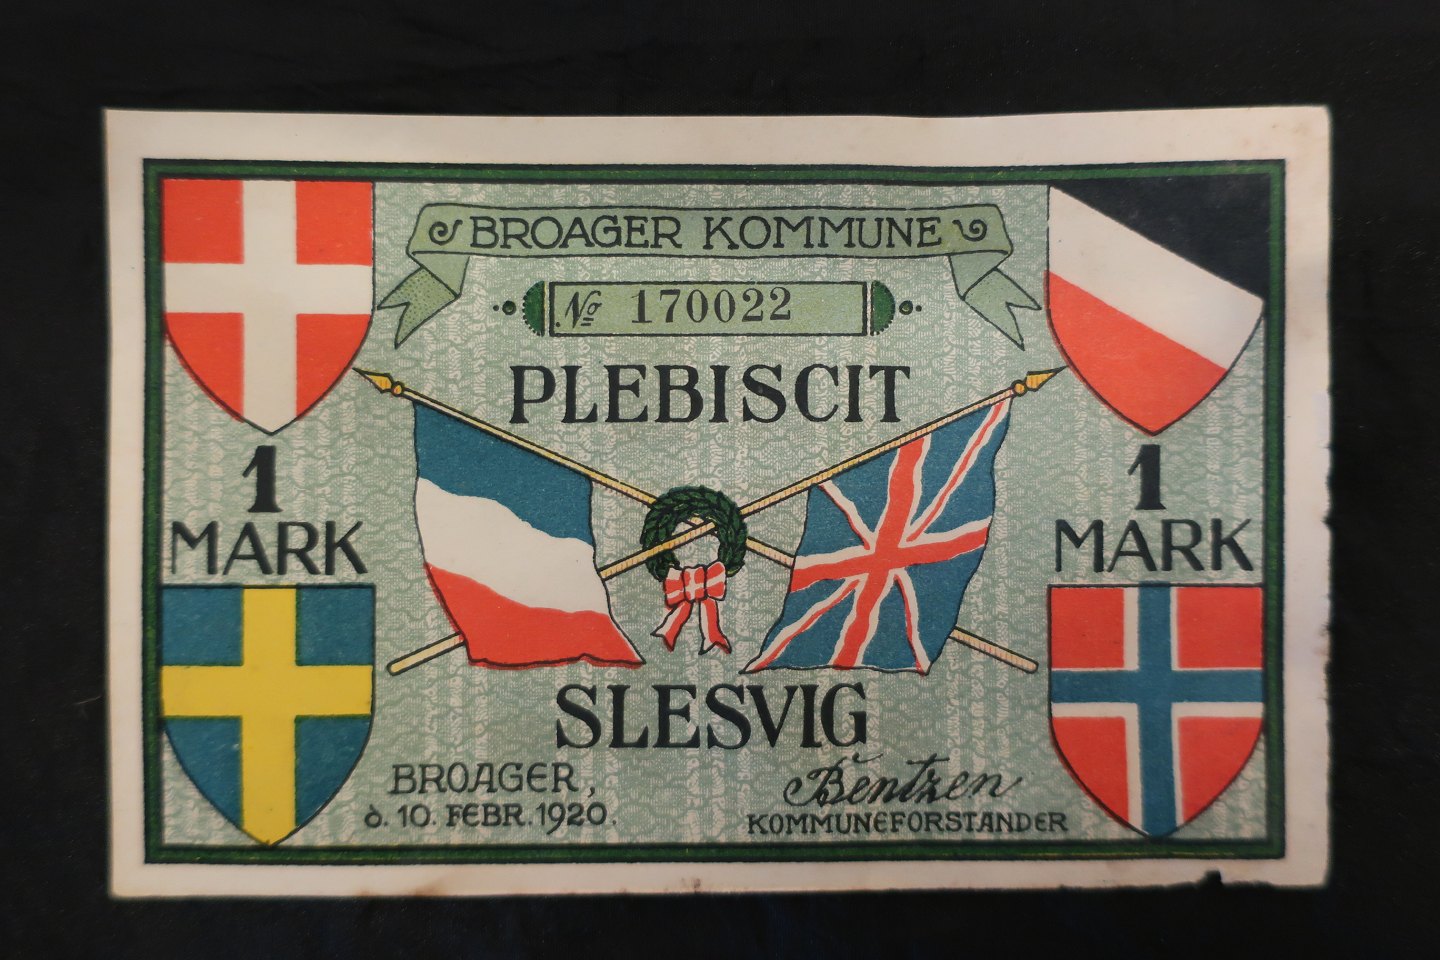 BROAGER KOMMUNE
No 170022
PLEBISCIT
1 MARK
1 MARK
SLESVIG
BROAGER,
d. 10. FEBR. 1920.
Bentzen
KOMMUNEFORSTANDER